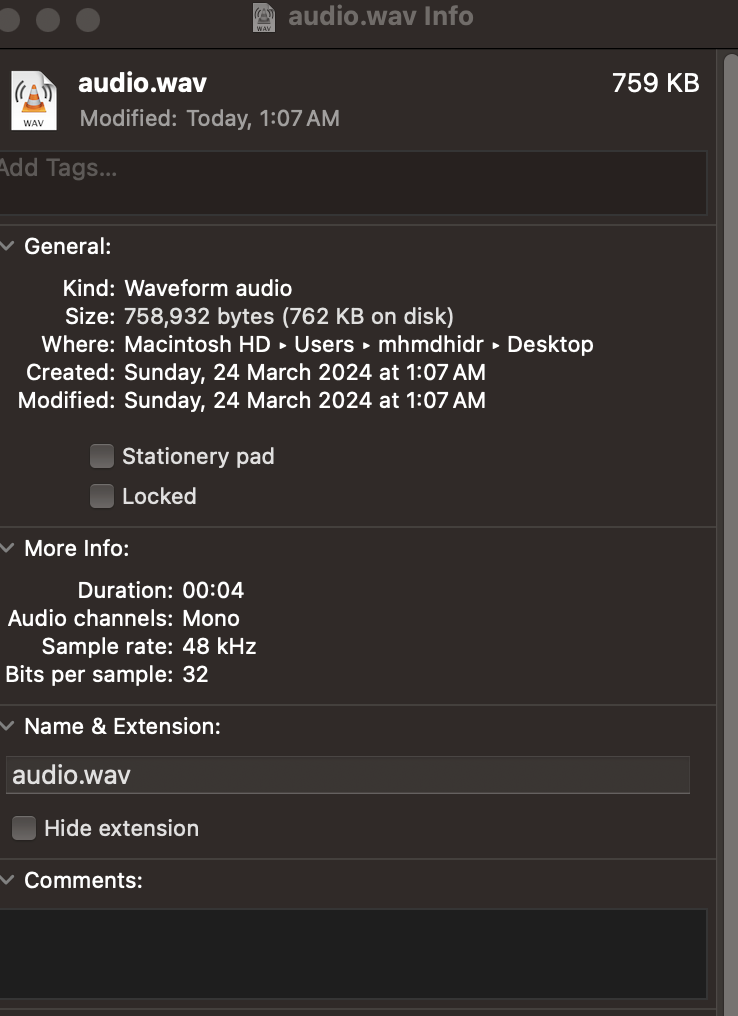 audio.wav Info
WAV
audio.wav 759 KB
Modified: Today, 1:07 AM
WAV
Add Tags...
General:
Kind: Waveform audio
Size: 758,932 bytes (762 KB on disk)
Where: Macintosh HD ▸ Users ▸ mhmdhidr ▸ Desktop
Created: Sunday, 24 March 2024 at 1:07 AM
Modified: Sunday, 24 March 2024 at 1:07 AM
Stationery pad
Locked
More Info:
Duration: 00:04
Audio channels: Mono
Sample rate: 48 kHz
Bits per sample: 32
Name & Extension:
audio.wav
Hide extension
Comments: